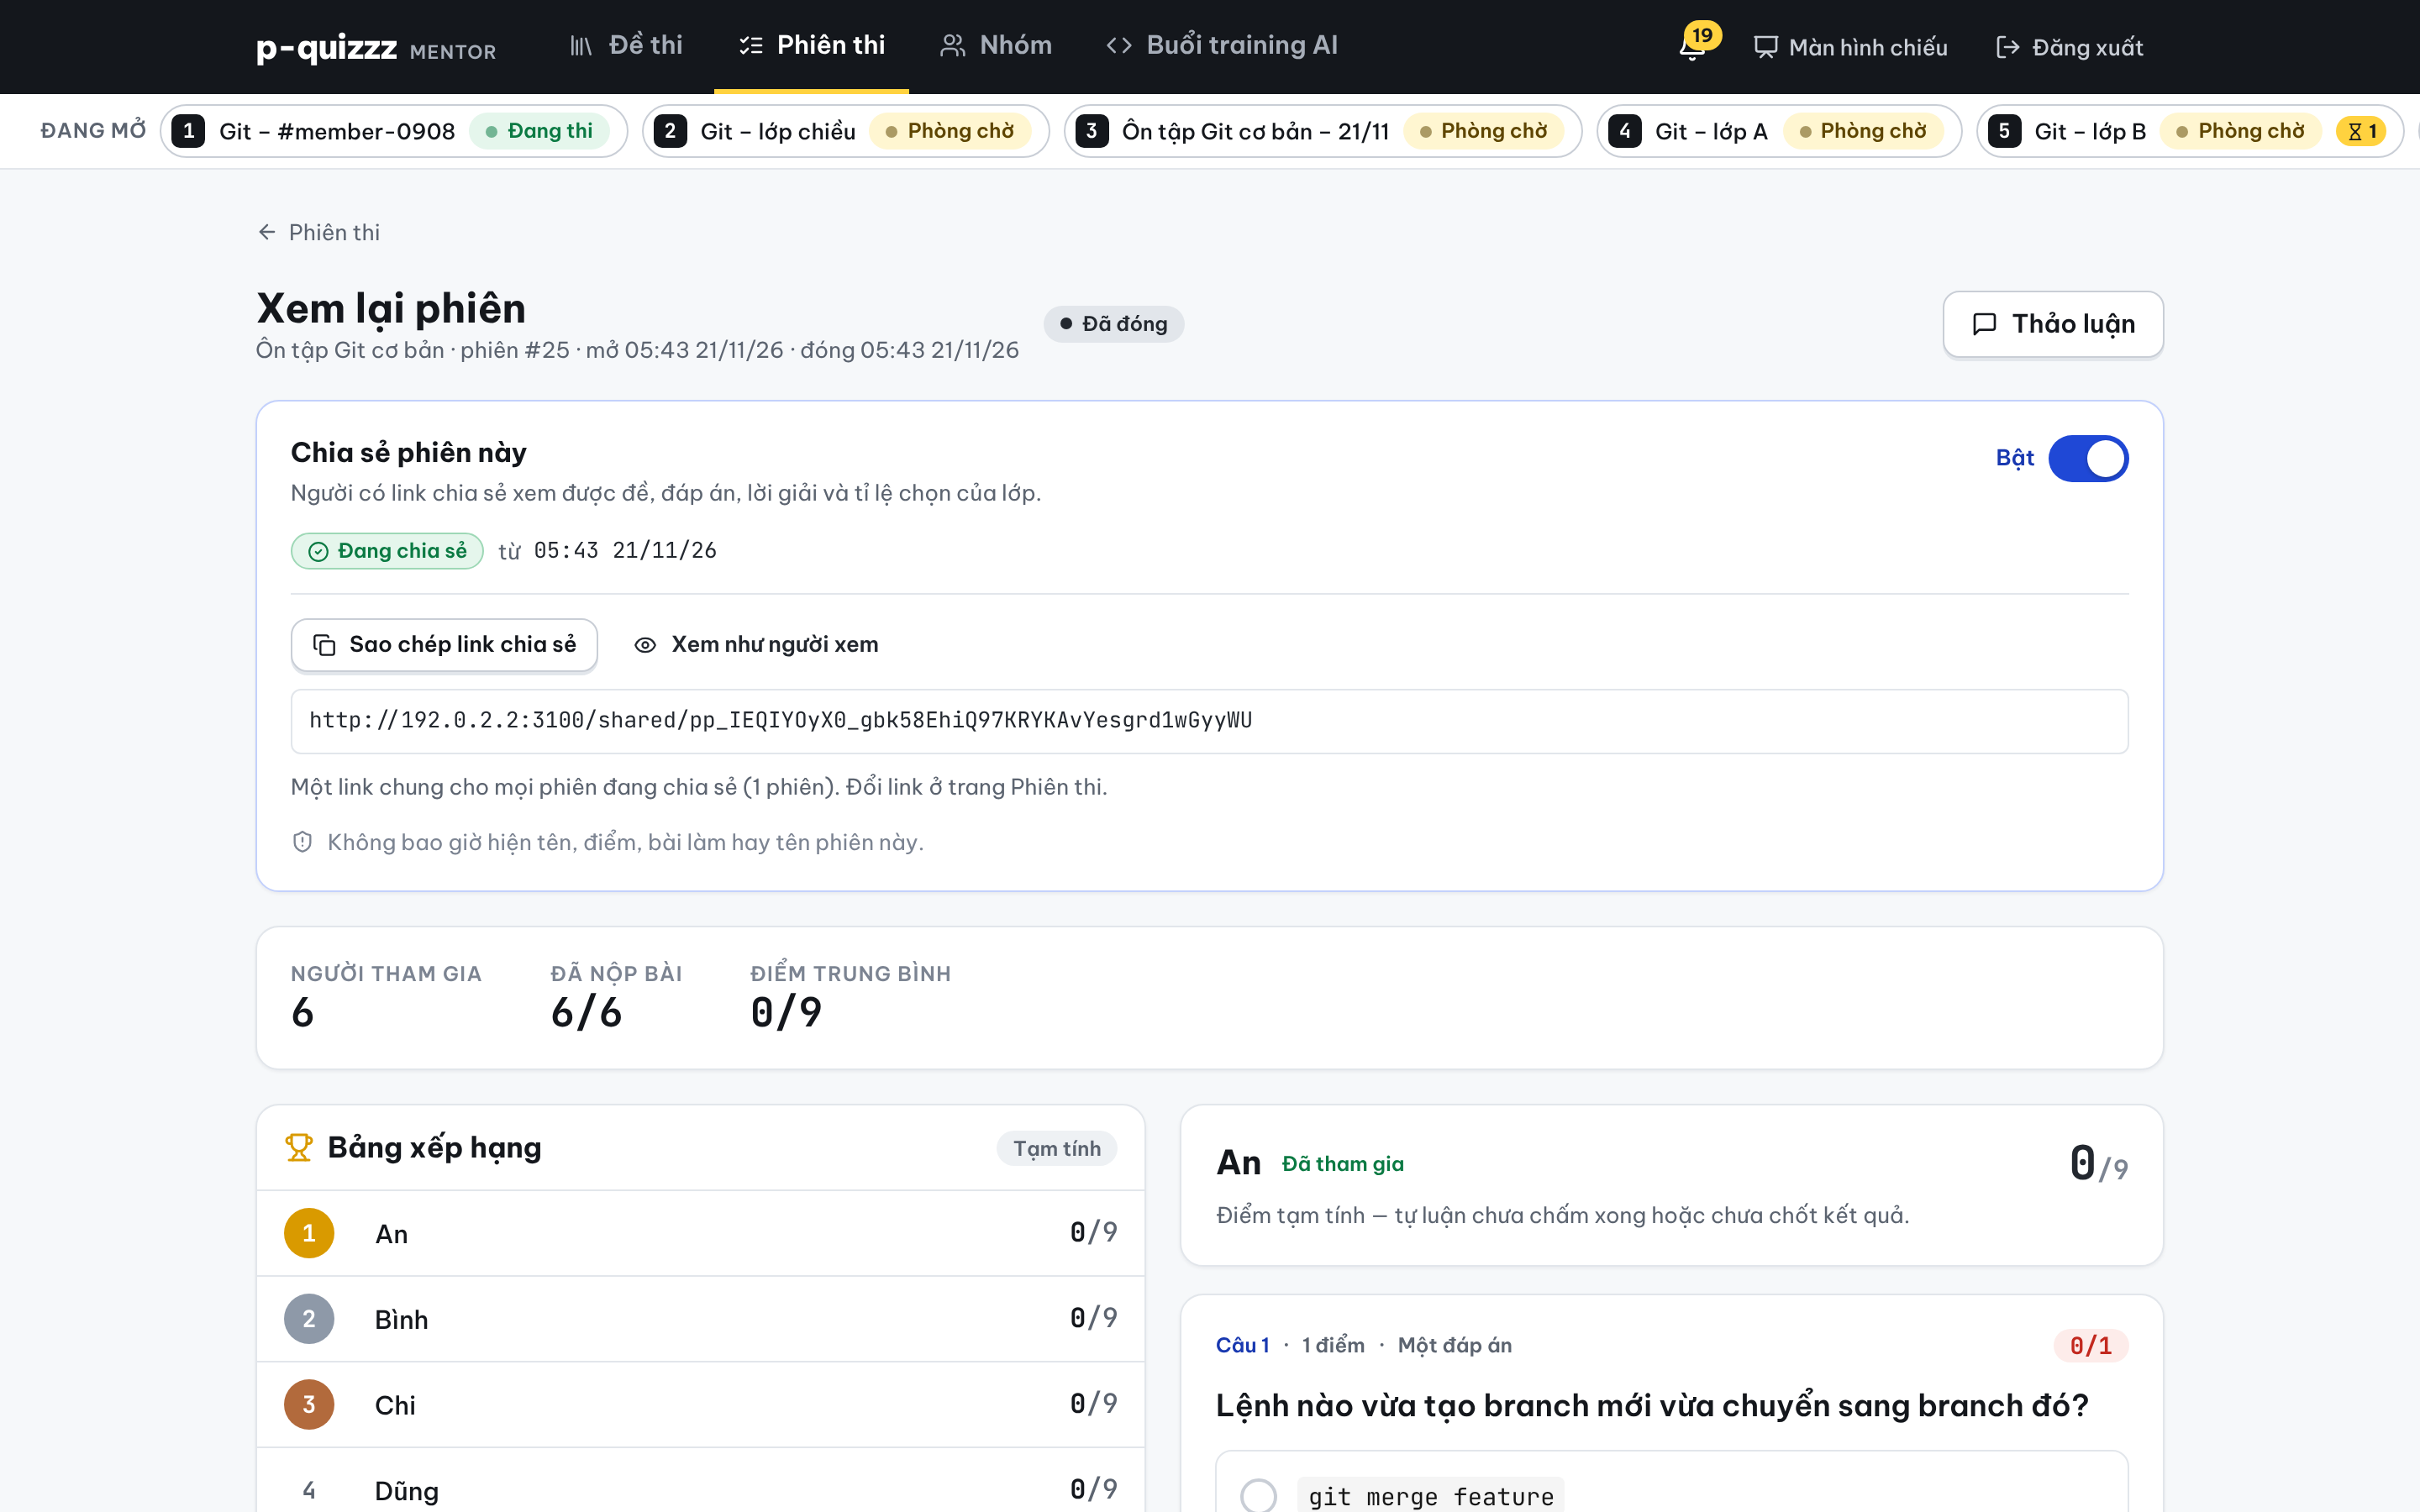 p-quizzz MENTOR
Đề thi
Phiên thi
Nhóm
Buổi training AI
19
Màn hình chiếu
Đăng xuất
ĐANG MỞ
1 Git – #member-0908 Đang thi
2 Git – lớp chiều Phòng chờ
3 Ôn tập Git cơ bản – 21/11 Phòng chờ
4 Git – lớp A Phòng chờ
5 Git – lớp B Phòng chờ 1
Phiên thi
Xem lại phiên
Ôn tập Git cơ bản · phiên #25 · mở 05:43 21/11/26 · đóng 05:43 21/11/26
Đã đóng
Thảo luận
Chia sẻ phiên này
Bật
Người có link chia sẻ xem được đề, đáp án, lời giải và tỉ lệ chọn của lớp.
Đang chia sẻ từ 05:43 21/11/26
Sao chép link chia sẻ
Xem như người xem
http://192.0.2.2:3100/shared/pp_IEQIYOyX0_gbk58EhiQ97KRYKAvYesgrd1wGyyWU
Một link chung cho mọi phiên đang chia sẻ (1 phiên). Đổi link ở trang Phiên thi.
Không bao giờ hiện tên, điểm, bài làm hay tên phiên này.
NGƯỜI THAM GIA
6
ĐÃ NỘP BÀI
6/6
ĐIỂM TRUNG BÌNH
0/9
Bảng xếp hạng
Tạm tính
1 An 0/9
2 Bình 0/9
3 Chi 0/9
4 Dũng 0/9
An Đã tham gia 0/9
Điểm tạm tính — tự luận chưa chấm xong hoặc chưa chốt kết quả.
Câu 1 · 1 điểm · Một đáp án 0/1
Lệnh nào vừa tạo branch mới vừa chuyển sang branch đó?
git merge feature